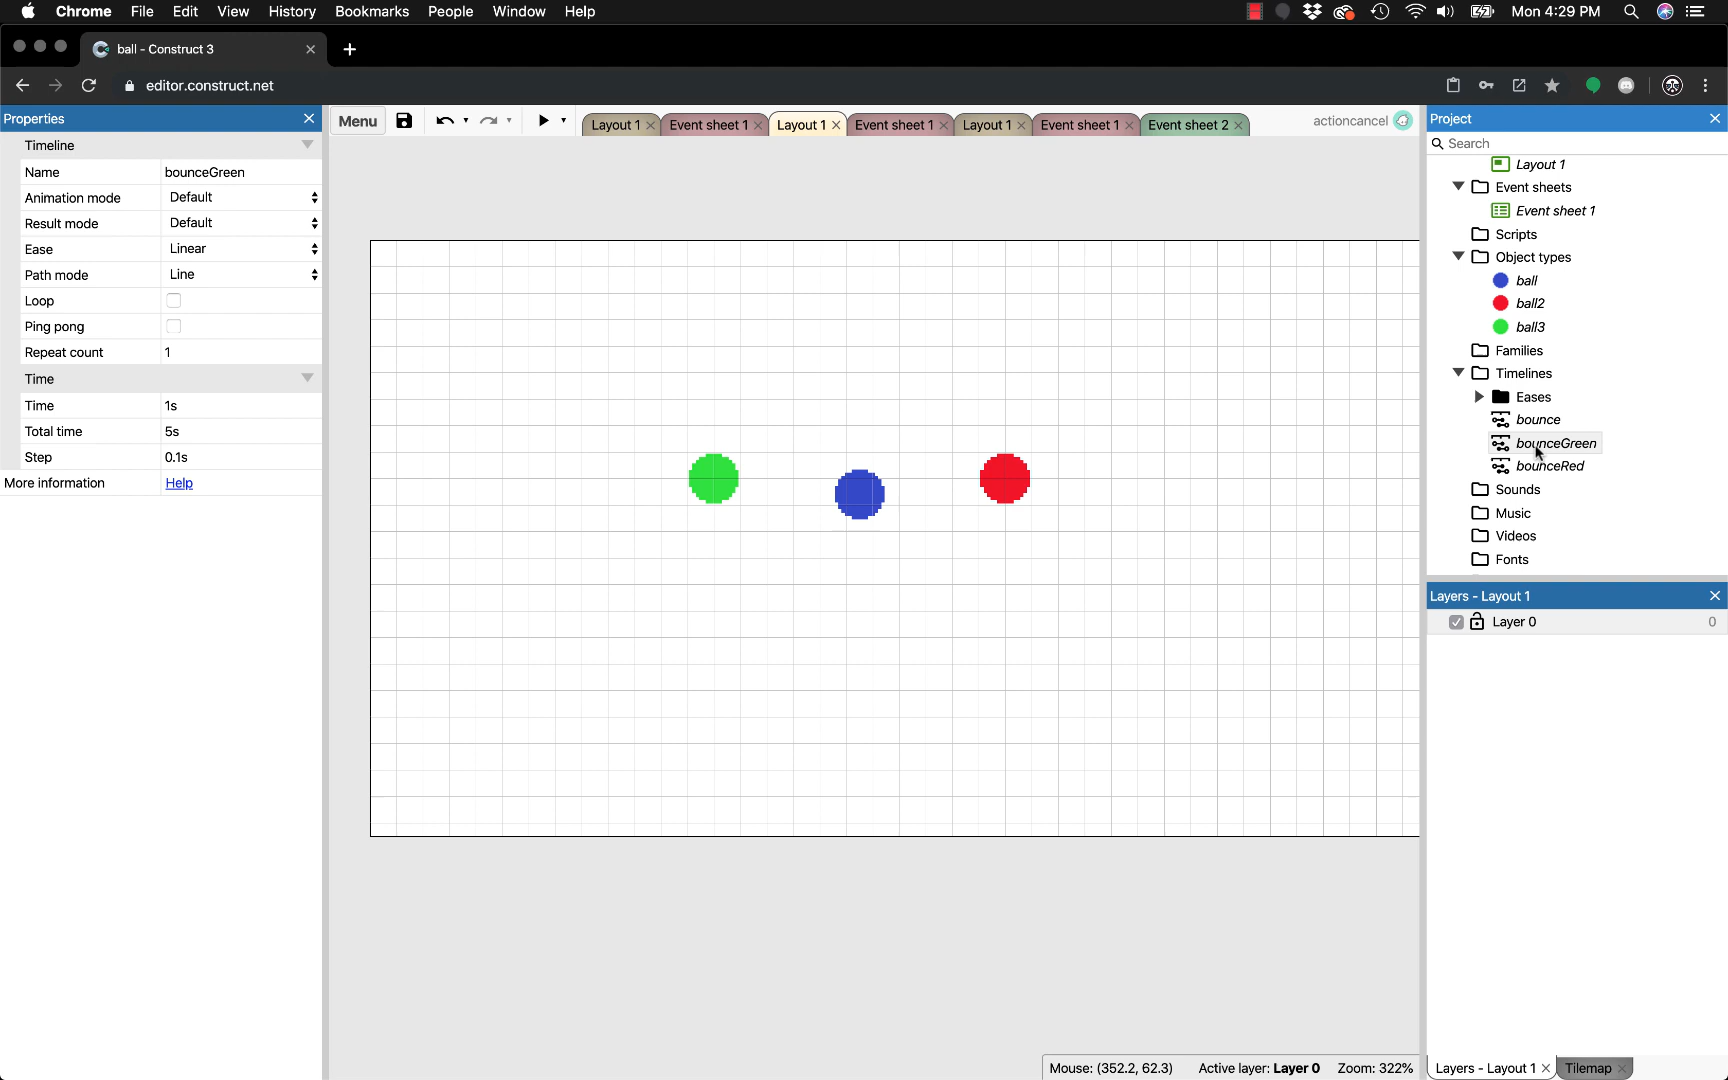 Chrome File Edit View History Bookmarks People Window Help Mon 4:29 PM
ball - Construct 3
editor.construct.net
Properties
Timeline
Name bounceGreen
Animation mode Default
Result mode Default
Ease Linear
Path mode Line
Loop
Ping pong
Repeat count 1
Time
Time 1s
Total time 5s
Step 0.1s
More information Help
Menu Layout 1 Event sheet 1 Layout 1 Event sheet 1 Layout 1 Event sheet 1 Event sheet 2 actioncancel
Project
Search
Layout 1
Event sheets
Event sheet 1
Scripts
Object types
ball
ball2
ball3
Families
Timelines
Eases
bounce
bounceGreen
bounceRed
Sounds
Music
Videos
Fonts
Layers - Layout 1
Layer 0 0
Mouse: (352.2, 62.3) Active layer: Layer 0 Zoom: 322%
Layers - Layout 1 Tilemap